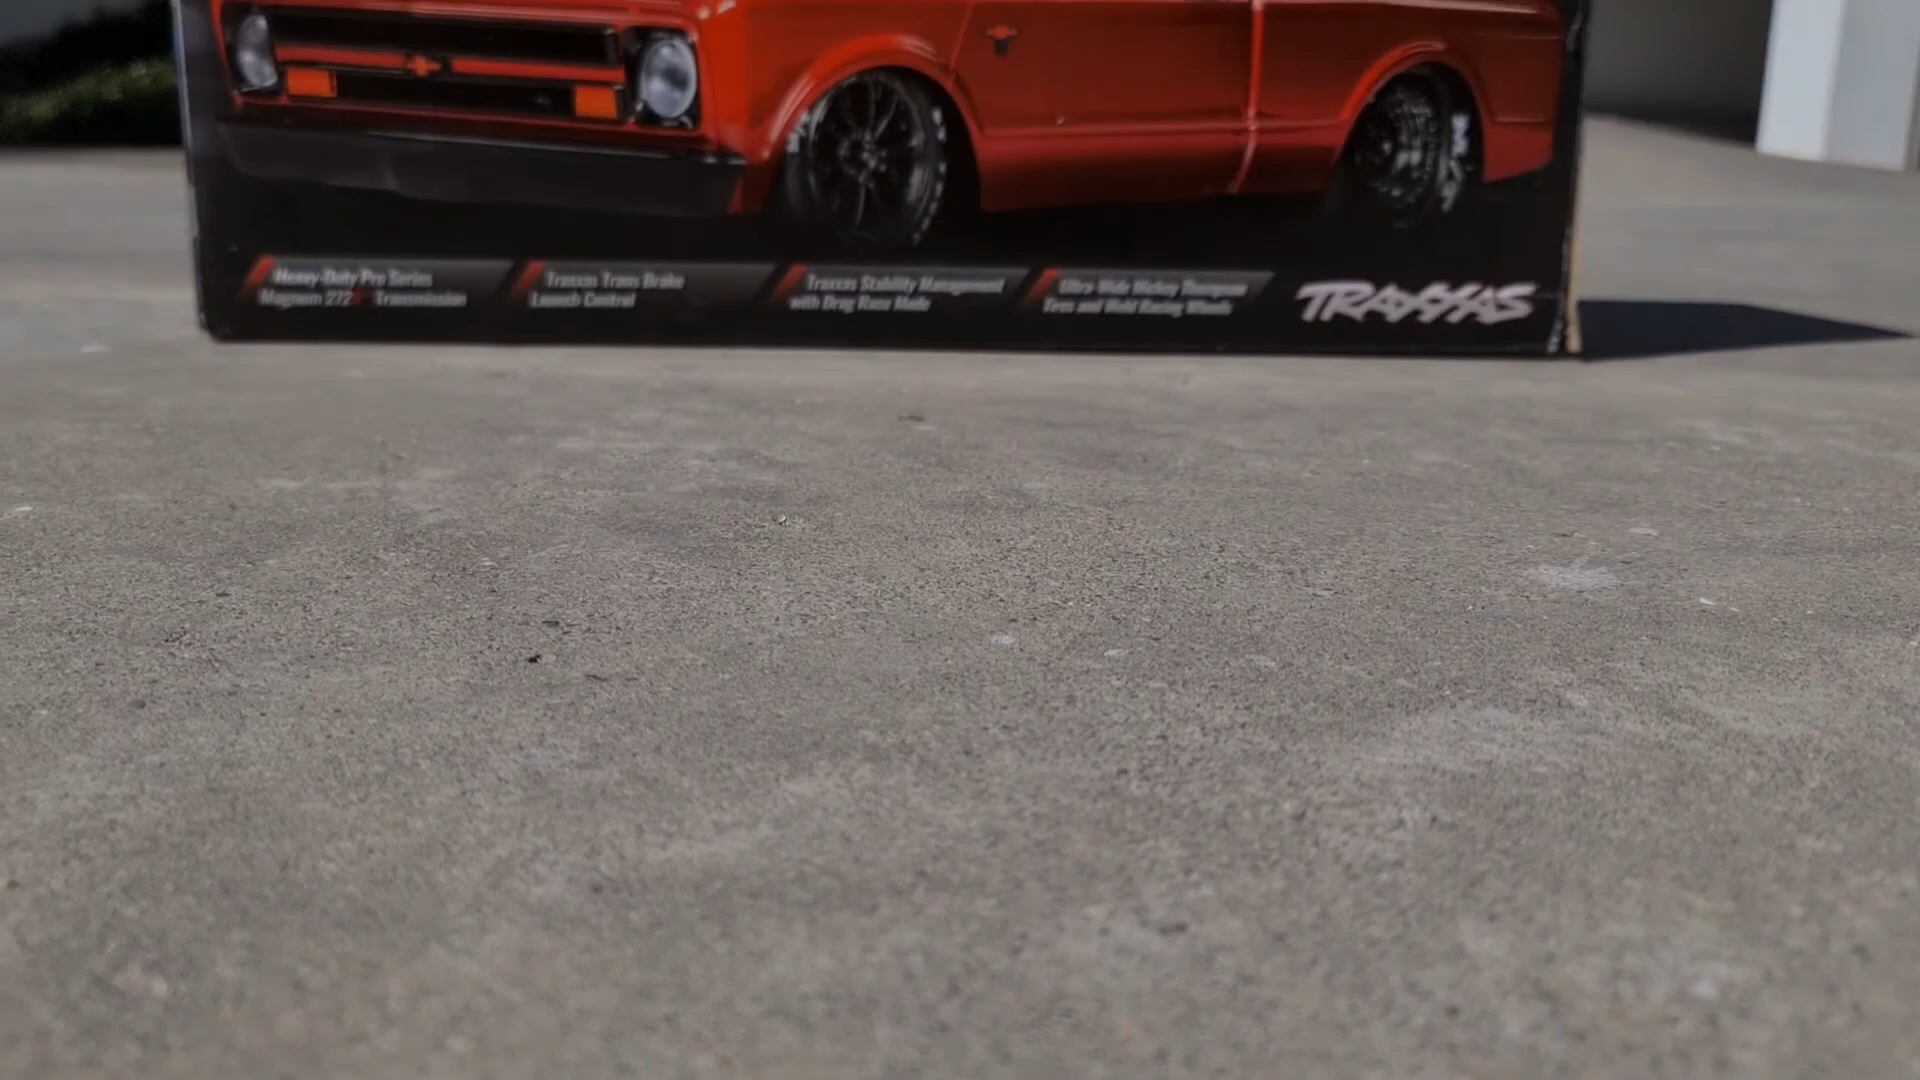 Heavy-Duty Pro Series
Magnum 272R Transmission
Traxxas Trans Brake
Launch Control
Traxxas Stability Management
with Drag Race Mode
Ultra-Wide Mickey Thompson
Tires and Weld Racing Wheels
TRAXXAS